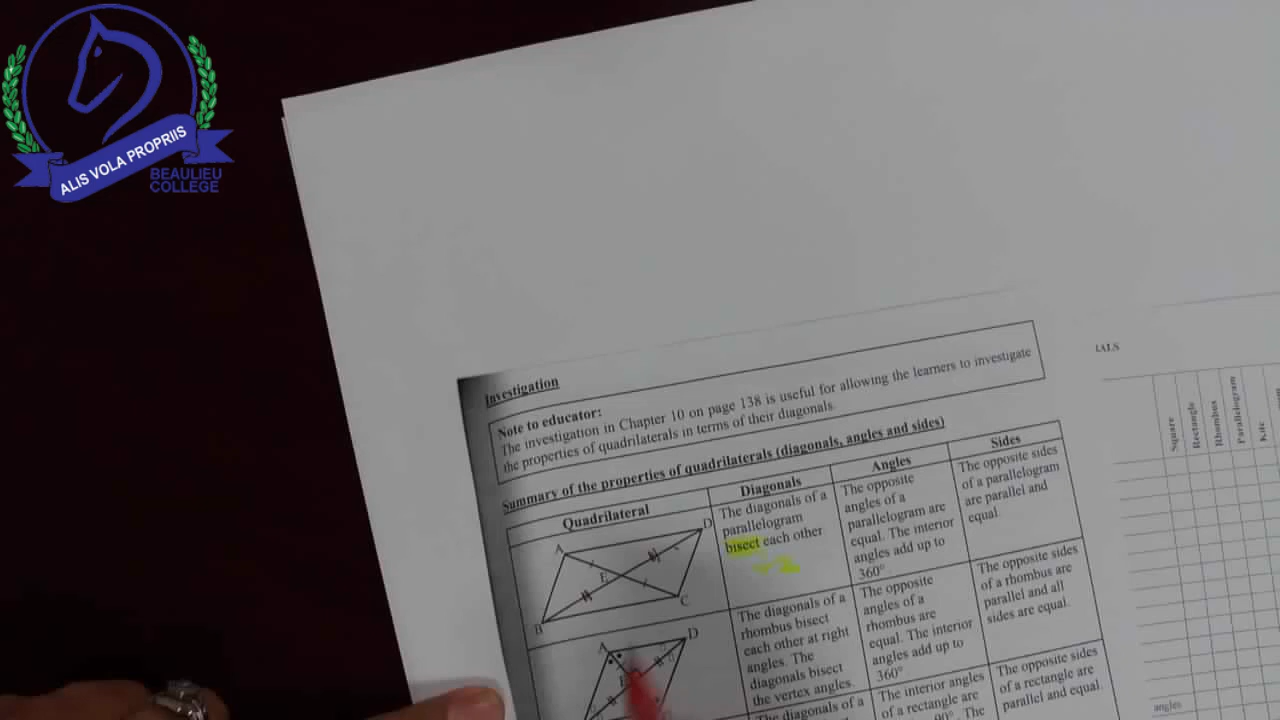 ALIS VOLA PROPRIIS
BEAULIEU
COLLEGE
Investigation
Note to educator:
The investigation in Chapter 10 on page 138 is useful for allowing the learners to investigate
the properties of quadrilaterals in terms of their diagonals.
Summary of the properties of quadrilaterals (diagonals, angles and sides)
Quadrilateral
Diagonals
Angles
Sides
A
D
E
B
C
The diagonals of a
parallelogram
bisect each other
The opposite
angles of a
parallelogram are
equal. The interior
angles add up to
360°.
The opposite sides
of a parallelogram
are parallel and
equal.
A
D
The diagonals of a
rhombus bisect
each other at right
angles. The
diagonals bisect
the vertex angles.
The opposite
angles of a
rhombus are
equal. The interior
angles add up to
360°
The opposite sides
of a rhombus are
parallel and all
sides are equal.
The diagonals of a
The interior angles
of a rectangle are
90°. The
The opposite sides
of a rectangle are
parallel and equal.
Square
Rectangle
Rhombus
Parallelogram
Kite
angles